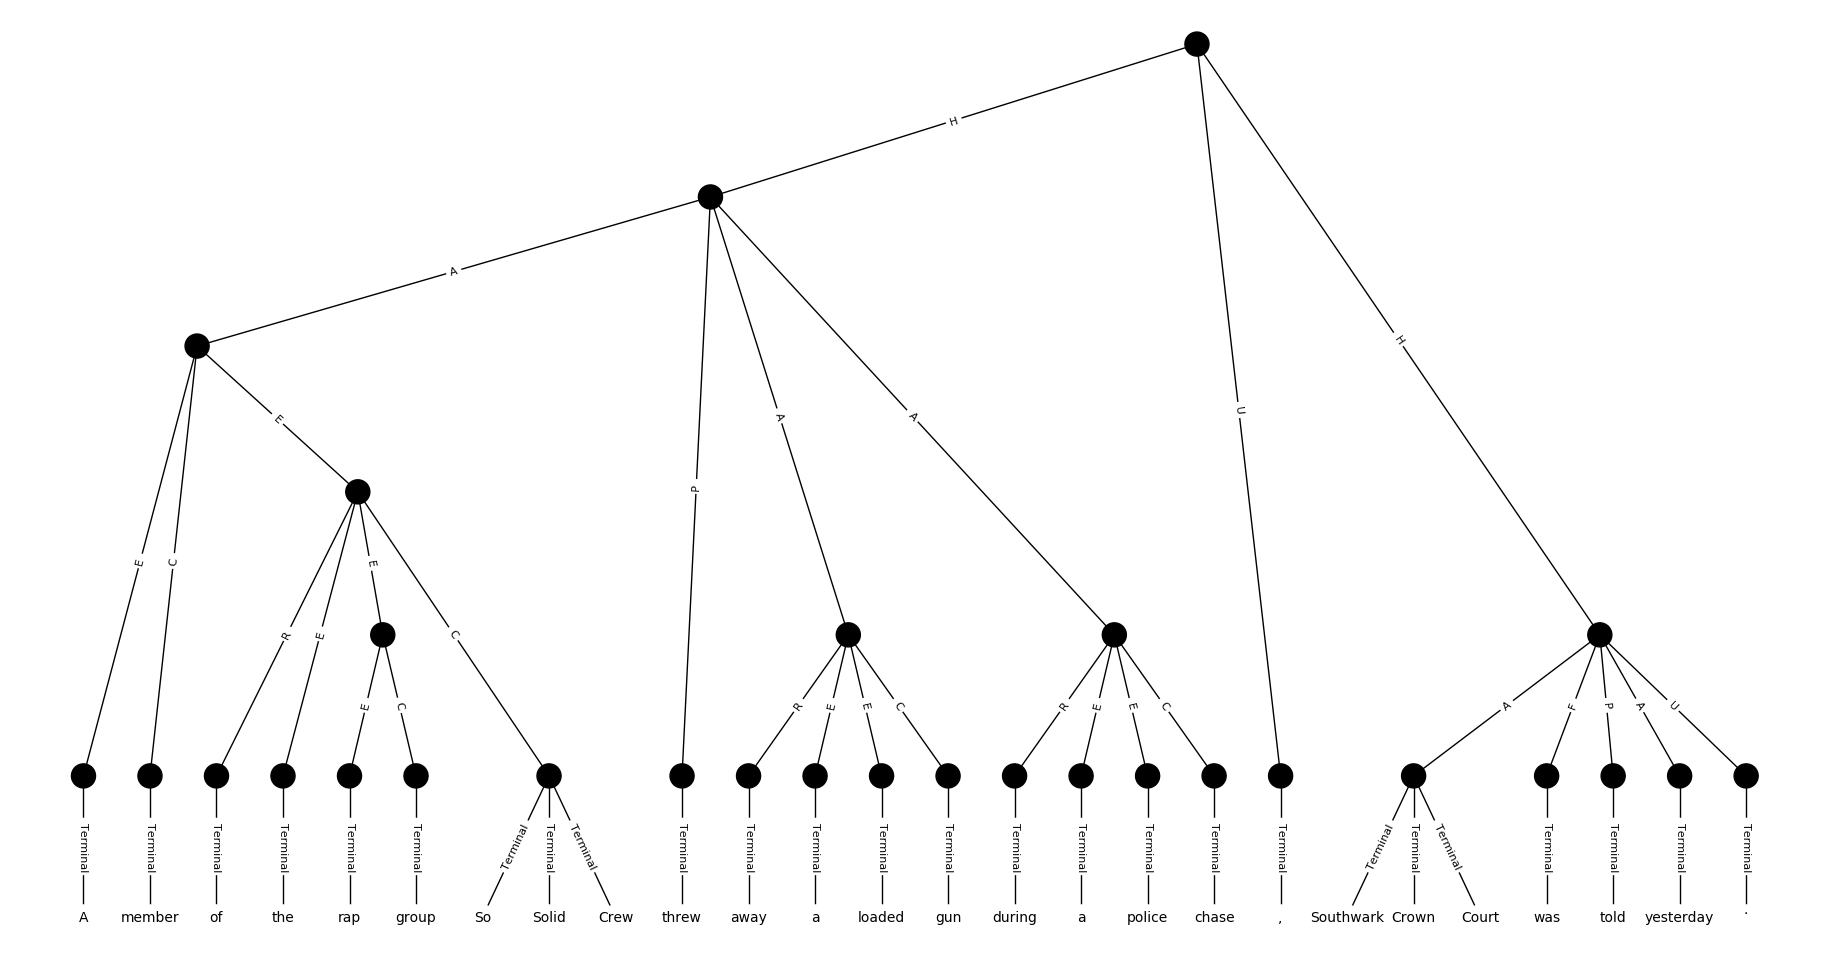 H
A
H
E
A
A
U
P
E
C
E
C
R
E
E
C
R
E
E
C
R
E
E
C
A
F
P
A
U
Terminal Terminal Terminal Terminal Terminal Terminal Terminal Terminal Terminal Terminal Terminal Terminal Terminal Terminal Terminal Terminal Terminal Terminal Terminal Terminal Terminal Terminal Terminal Terminal Terminal Terminal
A member of the rap group So Solid Crew threw away a loaded gun during a police chase , Southwark Crown Court was told yesterday .